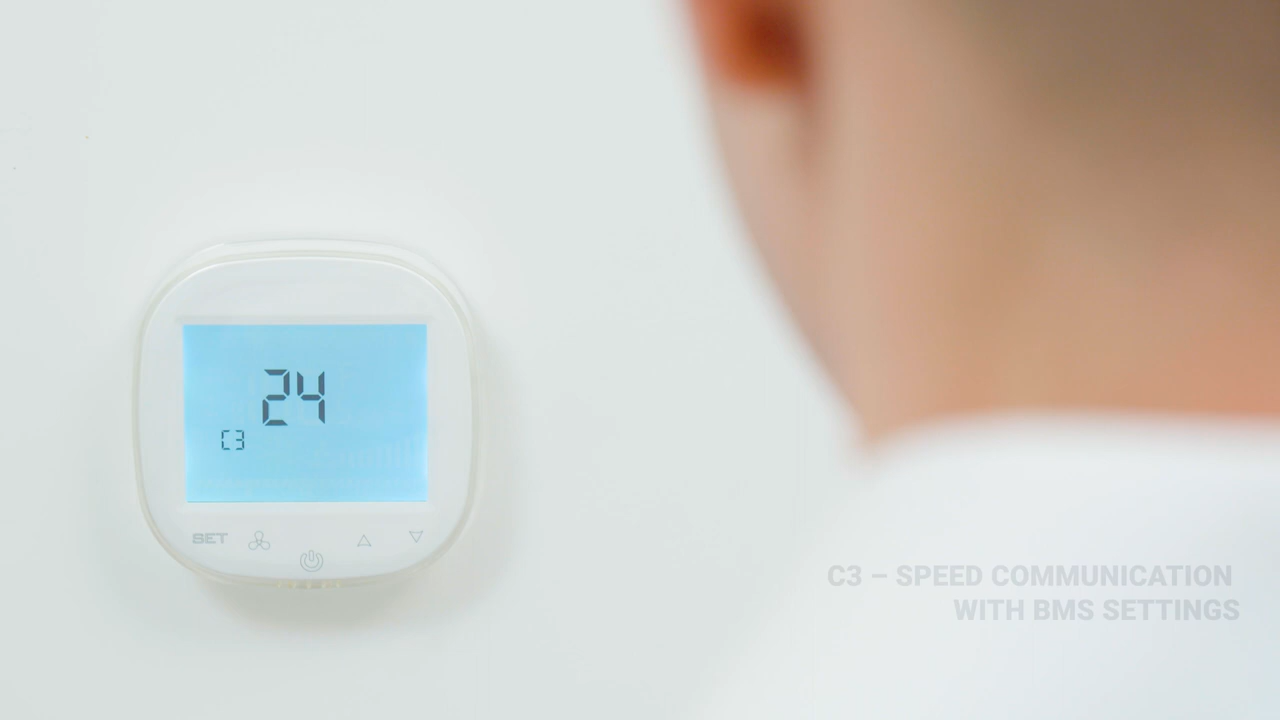 24
C3
SET
C3 – SPEED COMMUNICATION
WITH BMS SETTINGS